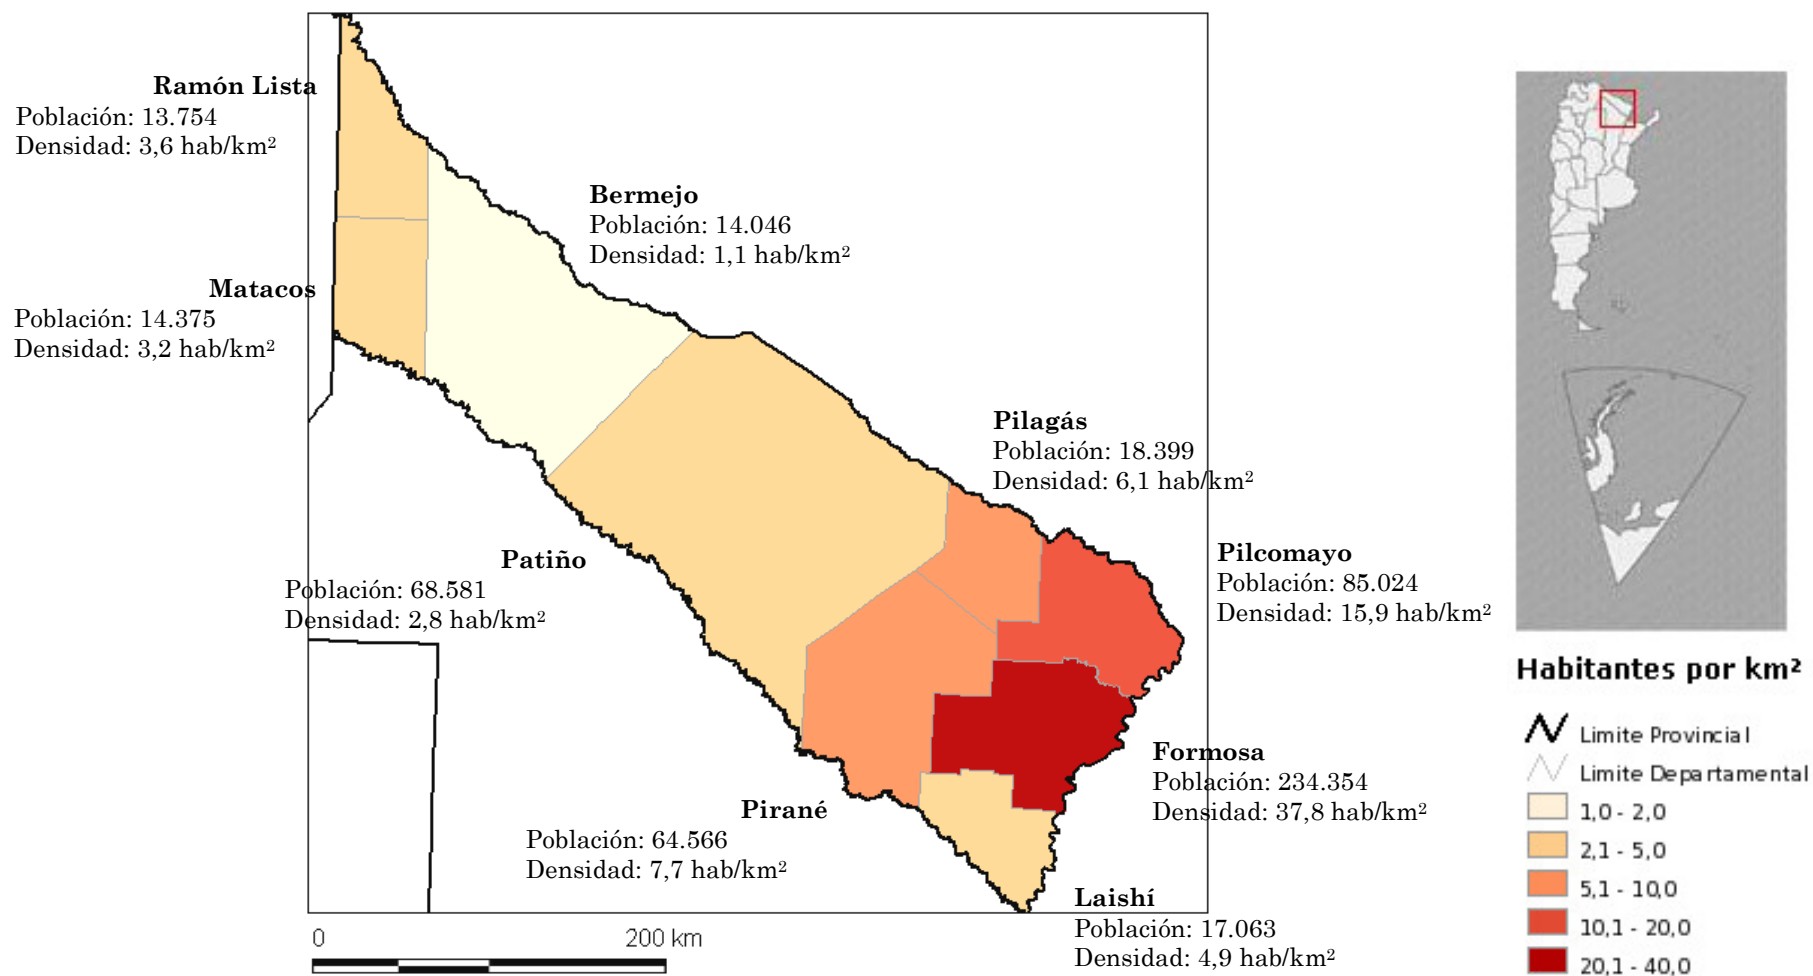 Ramón Lista
Población: 13.754
Densidad: 3,6 hab/km²
Bermejo
Población: 14.046
Densidad: 1,1 hab/km²
Matacos
Población: 14.375
Densidad: 3,2 hab/km²
Pilagás
Población: 18.399
Densidad: 6,1 hab/km²
Patiño
Población: 68.581
Densidad: 2,8 hab/km²
Pilcomayo
Población: 85.024
Densidad: 15,9 hab/km²
Formosa
Población: 234.354
Densidad: 37,8 hab/km²
Pirané
Población: 64.566
Densidad: 7,7 hab/km²
Laishí
Población: 17.063
Densidad: 4,9 hab/km²
0 200 km
Habitantes por km²
Limite Provincial
Limite Departamental
1,0 - 2,0
2,1 - 5,0
5,1 - 10,0
10,1 - 20,0
20,1 - 40,0